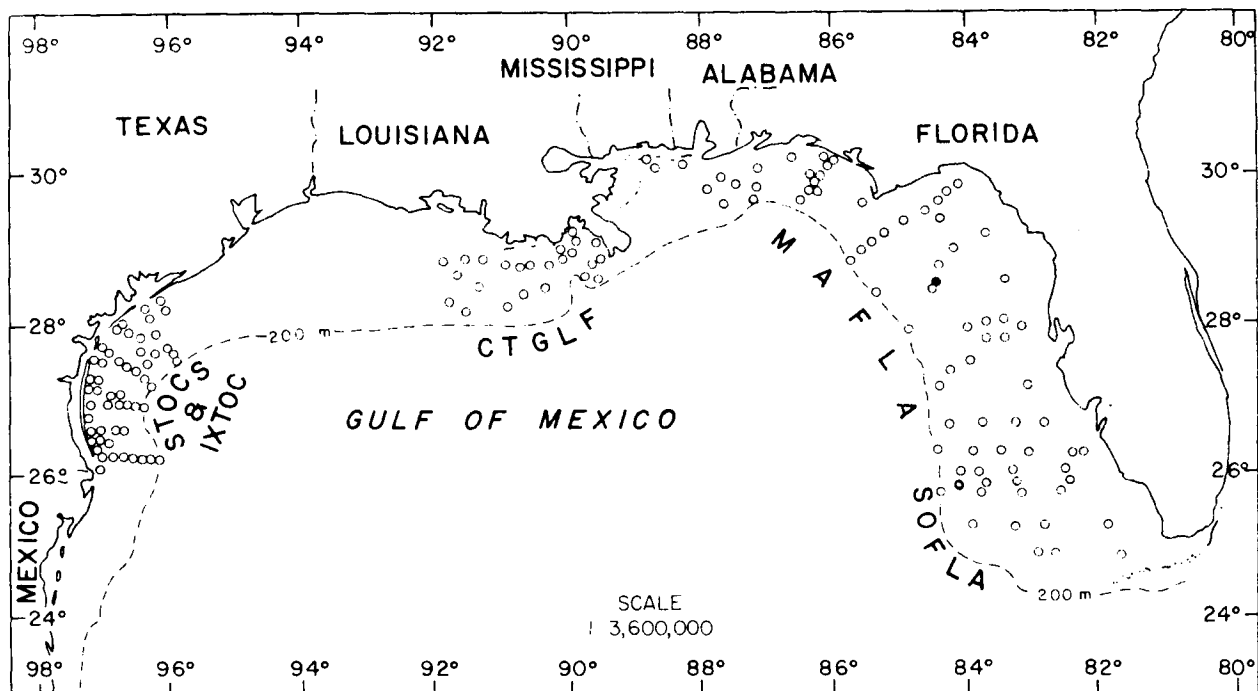 98° 96° 94° 92° 90° 88° 86° 84° 82° 80°
MISSISSIPPI ALABAMA
TEXAS LOUISIANA FLORIDA
30° 30°
28° 200 m CTGLF MAFLA 28°
STOCS
&
IXTOC
GULF OF MEXICO
26° 26°
MEXICO SOFLA
200 m
24° SCALE 24°
3,600,000
98° 96° 94° 92° 90° 88° 86° 84° 82° 80°